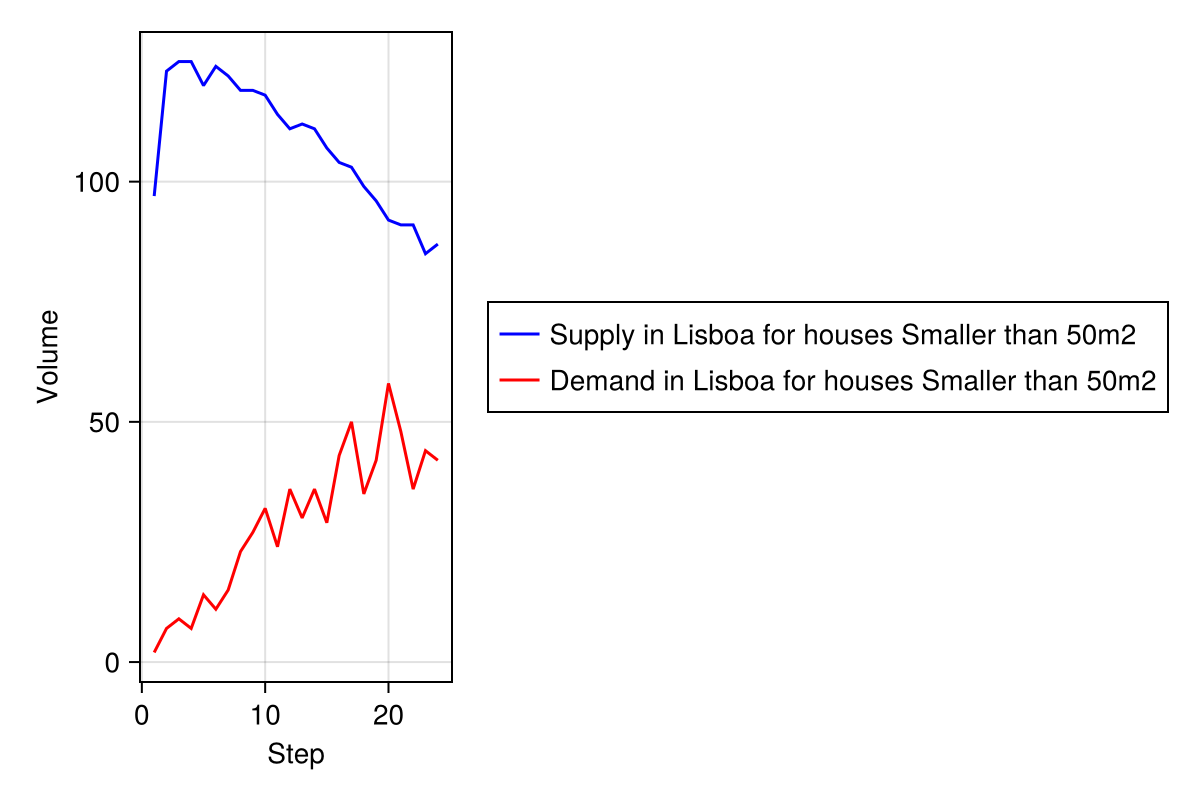 100
50
0
Volume
0 10 20
Step
Supply in Lisboa for houses Smaller than 50m2
Demand in Lisboa for houses Smaller than 50m2